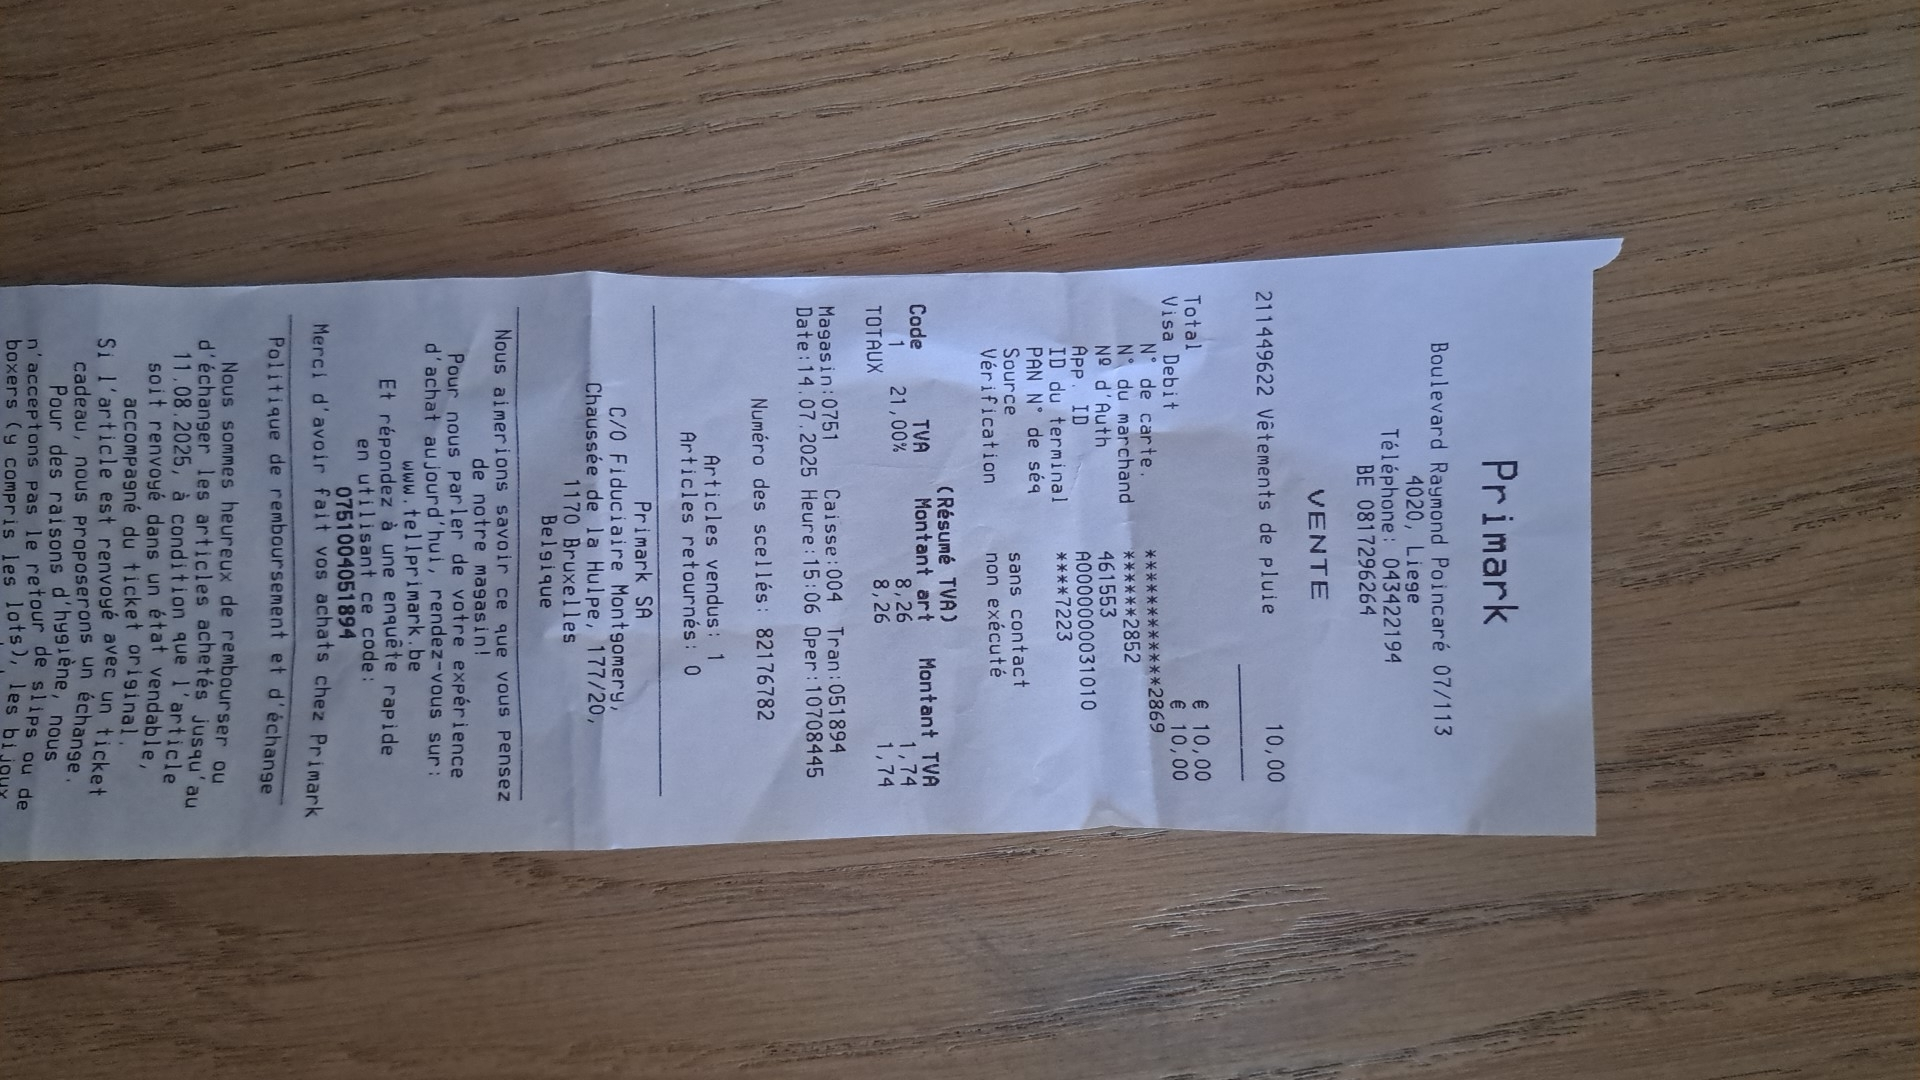 Primark
Boulevard Raymond Poincaré 07/113
4020, Liege
Téléphone: 043422194
BE 0817296264
VENTE
211449622 Vêtements de pluie 10,00
Total € 10,00
Visa Debit € 10,00
N° de carte. ************2869
N° du marchand ******2852
Nº d'Auth 461553
App. ID A0000000031010
ID du terminal ****7223
PAN N° de séq
Source sans contact
Vérification non exécuté
(Résumé TVA)
Code TVA Montant art Montant TVA
1 21,00% 8,26 1,74
TOTAUX 8,26 1,74
Magasin:0751 Caisse:004 Tran:051894
Date:14.07.2025 Heure:15:06 Oper:10708445
Numéro des scellés: 82176782
Articles vendus: 1
Articles retournés: 0
Primark SA
C/O Fiduciaire Montgomery,
Chaussée de la Hulpe, 177/20,
1170 Bruxelles
Belgique
Nous aimerions savoir ce que vous pensez
de notre magasin!
Pour nous parler de votre expérience
d'achat aujourd'hui, rendez-vous sur:
www.tellprimark.be
Et répondez à une enquête rapide
en utilisant ce code:
0751004051894
Merci d'avoir fait vos achats chez Primark
Politique de remboursement et d'échange
Nous sommes heureux de rembourser ou
d'échanger les articles achetés jusqu'au
11.08.2025, à condition que l'article
soit renvoyé dans un état vendable,
accompagné du ticket original.
Si l'article est renvoyé avec un ticket
cadeau, nous proposerons un échange.
Pour des raisons d'hygiène, nous
n'acceptons pas le retour de slips ou de
boxers (y compris les lots), les bijoux